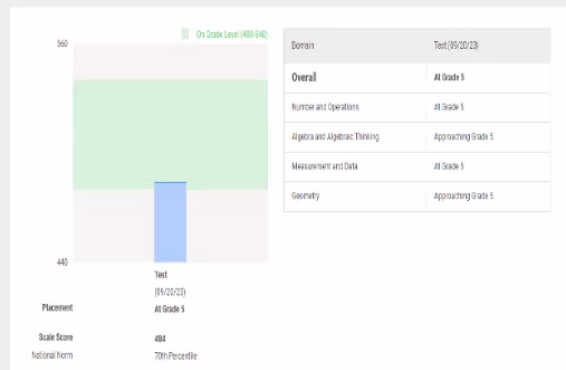 On Grade Level (480-540)
560
440
Test
(09/20/23)
Placement At Grade 5
Scale Score 484
National Norm 70th Percentile
Domain Test (09/20/23)
Overall At Grade 5
Number and Operations At Grade 5
Algebra and Algebraic Thinking Approaching Grade 5
Measurement and Data At Grade 5
Geometry Approaching Grade 5